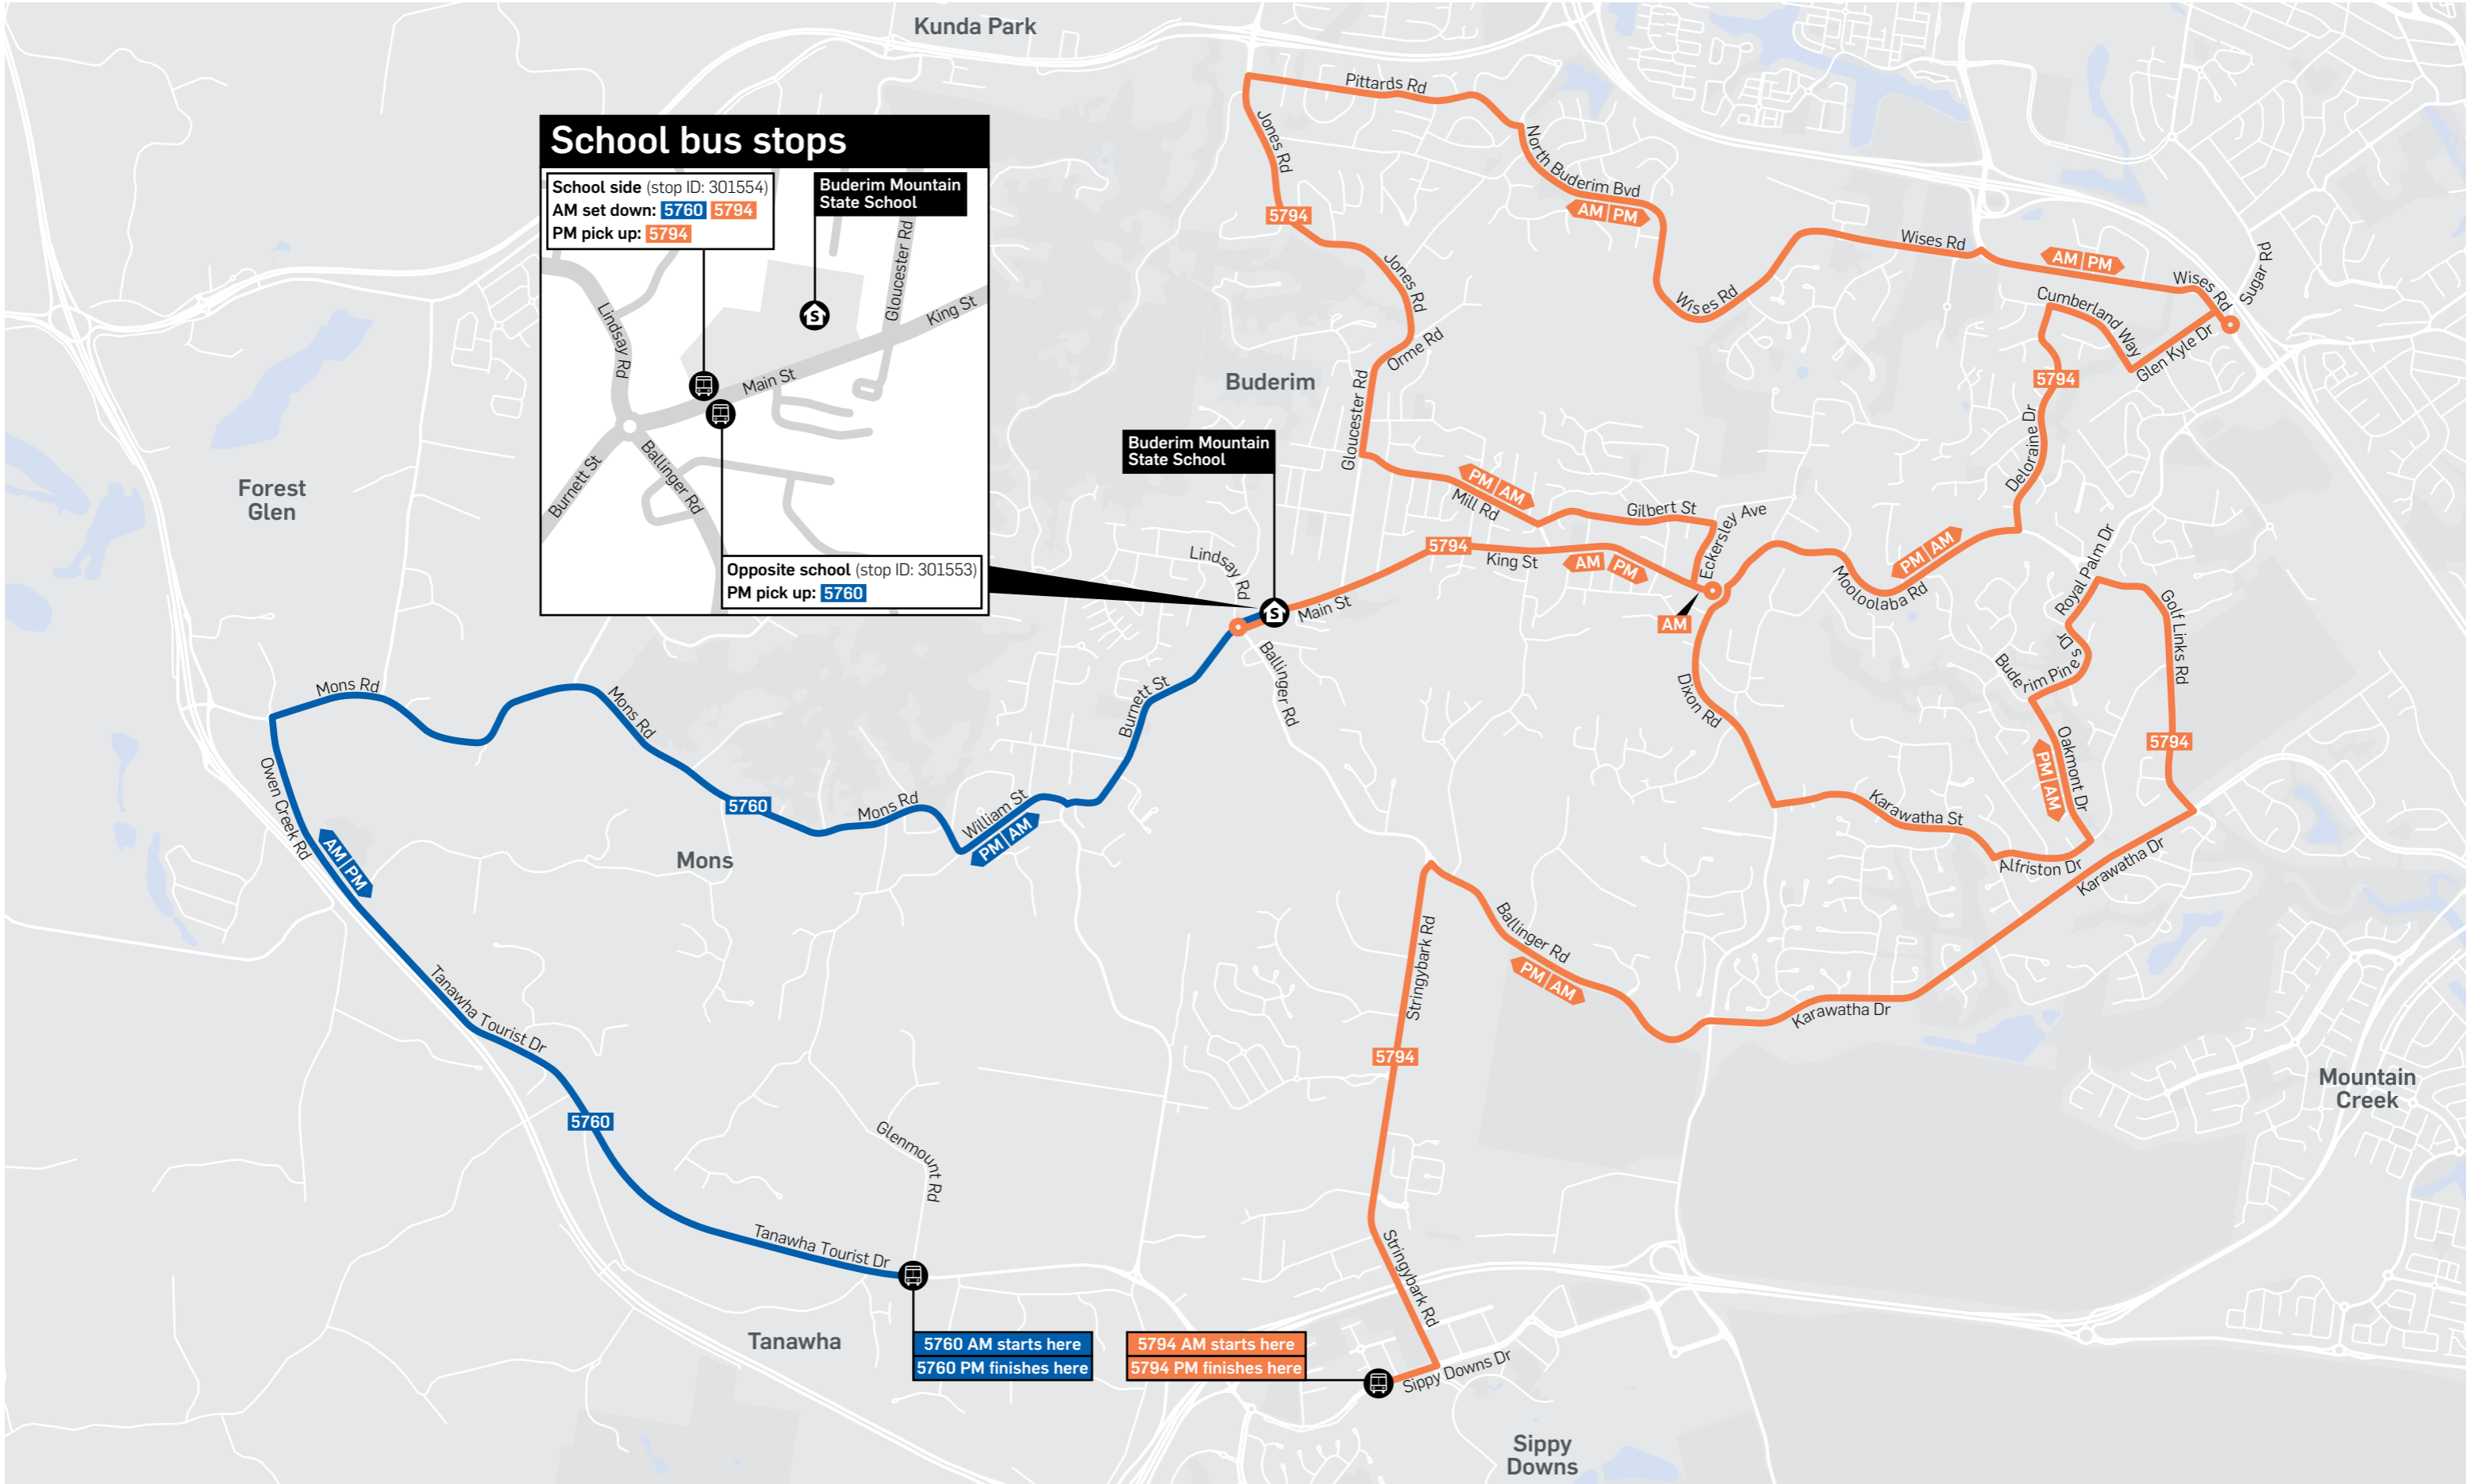 Kunda Park
School bus stops
School side (stop ID: 301554)
AM set down: 5760 5794
PM pick up: 5794
Buderim Mountain
State School
Gloucester Rd
King St
Lindsay Rd
Main St
Burnett St
Ballinger Rd
Opposite school (stop ID: 301553)
PM pick up: 5760
Pittards Rd
Jones Rd
North Buderim Bvd
AM PM
5794
Wises Rd
AM PM
Wises Rd
Sugar Rd
Jones Rd
Wises Rd
Cumberland Way
Glen Kyle Dr
Orme Rd
5794
Buderim
Gloucester Rd
Deloraine Dr
Buderim Mountain
State School
Forest
Glen
PM AM
Mill Rd
Gilbert St
Eckersley Ave
5794
King St
AM PM
PM AM
Mooloolaba Rd
Royal Palm Dr
Lindsay Rd
Main St
AM
Golf Links Rd
Buderim Pines Dr
Ballinger Rd
Mons Rd
Mons Rd
Burnett St
Dixon Rd
Oakmont Dr
5794
PM AM
Owen Creek Rd
5760
Mons Rd
William St
PM AM
Karawatha St
AM PM
Mons
Alfriston Dr
Karawatha Dr
Stringybark Rd
Ballinger Rd
PM AM
Tanawha Tourist Dr
Karawatha Dr
5794
Mountain
Creek
5760
Glenmount Rd
Tanawha Tourist Dr
Stringybark Rd
Tanawha
5760 AM starts here
5760 PM finishes here
5794 AM starts here
5794 PM finishes here
Sippy Downs Dr
Sippy
Downs